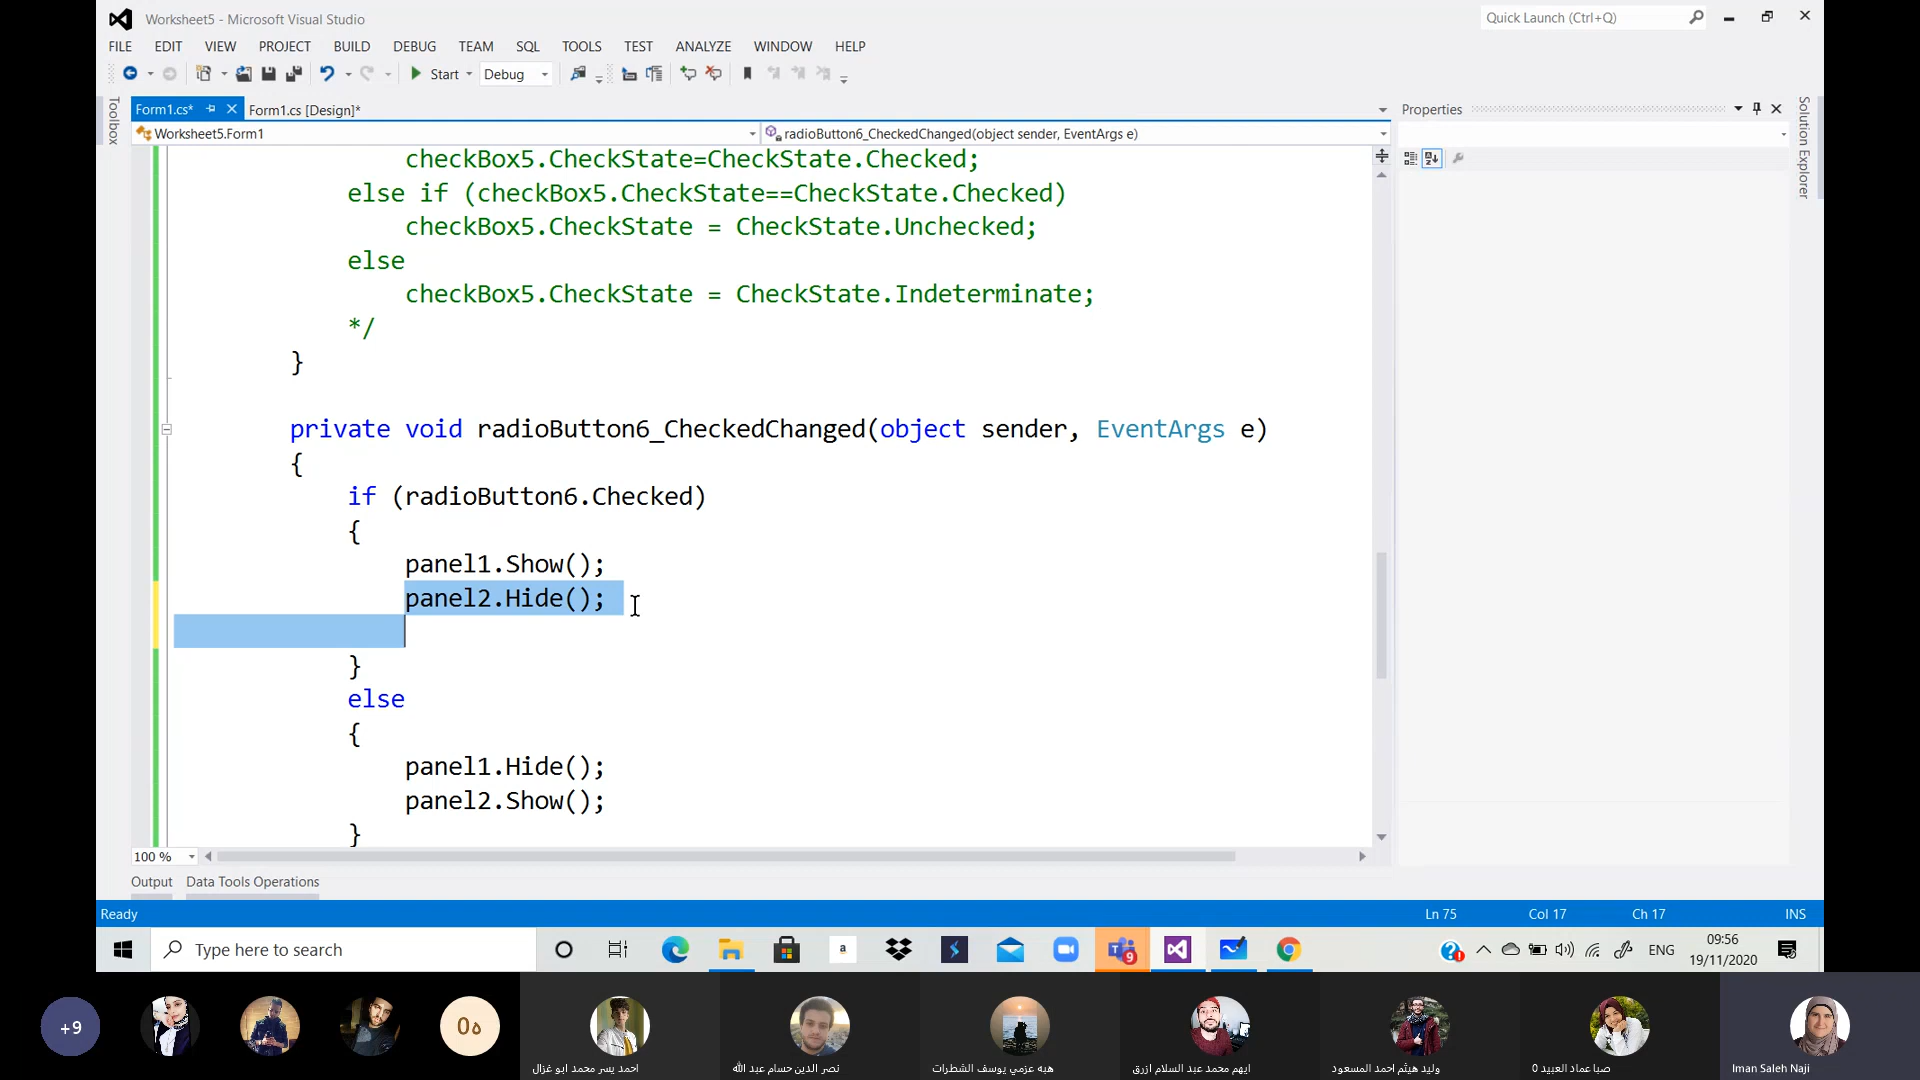 Worksheet5 - Microsoft Visual Studio
Quick Launch (Ctrl+Q)
FILE EDIT VIEW PROJECT BUILD DEBUG TEAM SQL TOOLS TEST ANALYZE WINDOW HELP
Start Debug
Toolbox
Form1.cs* Form1.cs [Design]*
Properties
Solution Explorer
Worksheet5.Form1
radioButton6_CheckedChanged(object sender, EventArgs e)
checkBox5.CheckState=CheckState.Checked;
else if (checkBox5.CheckState==CheckState.Checked)
checkBox5.CheckState = CheckState.Unchecked;
else
checkBox5.CheckState = CheckState.Indeterminate;
*/
}
private void radioButton6_CheckedChanged(object sender, EventArgs e)
{
if (radioButton6.Checked)
{
panel1.Show();
panel2.Hide();
}
else
{
panel1.Hide();
panel2.Show();
}
100 %
Output Data Tools Operations
Ready
Ln 75 Col 17 Ch 17 INS
Type here to search
a
9
ENG
09:56
19/11/2020
+9
0ه
احمد يسر محمد ابو غزال
نصر الدين حسام عبد الله
هبه عزمي يوسف الشطرات
ايهم محمد عبد السلام ازرق
وليد هيثم احمد المسعود
صبا عماد العبيد 0
Iman Saleh Naji